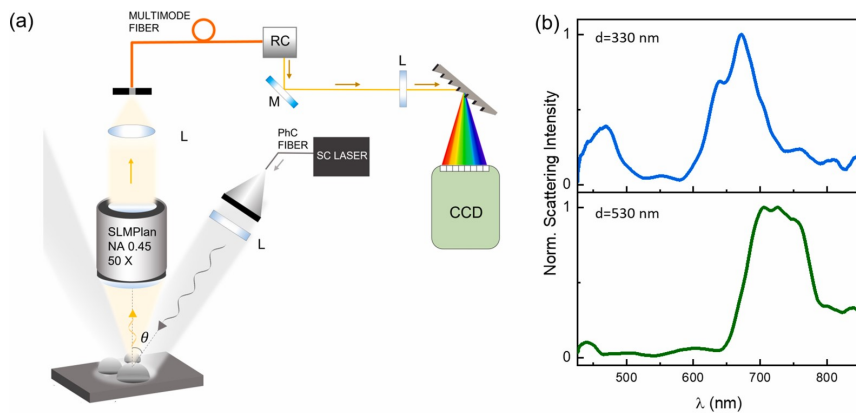 (a)
MULTIMODE
FIBER
RC
L
M
L
PhC
FIBER
SC LASER
SLMPlan
NA 0.45
50 X
L
CCD
θ
(b)
d=330 nm
1
0
Norm. Scattering Intensity
1
d=530 nm
0
500
600
700
800
λ (nm)